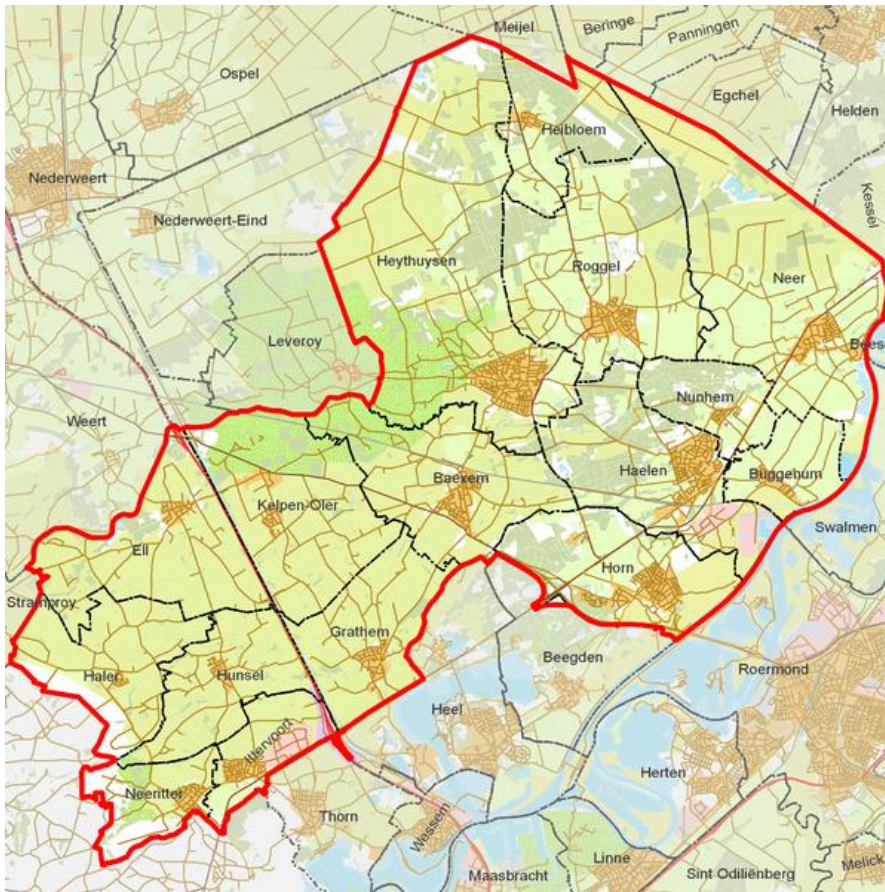 Meijel
Beringe
Panningen
Ospel
Egchel
Helden
Heibloem
Nederweert
Kessel
Nederweert-Eind
Heythuysen
Roggel
Neer
Leveroy
Beesel
Nunhem
Weert
Haelen
Baexem
Buggenum
Kelpen-Oler
Swalmen
Ell
Horn
Stramproy
Grathem
Beegden
Roermond
Haler
Hunsel
Heel
Ittervoort
Herten
Neeritter
Thorn
Wessem
Linne
Melick
Maasbracht
Sint Odiliënberg